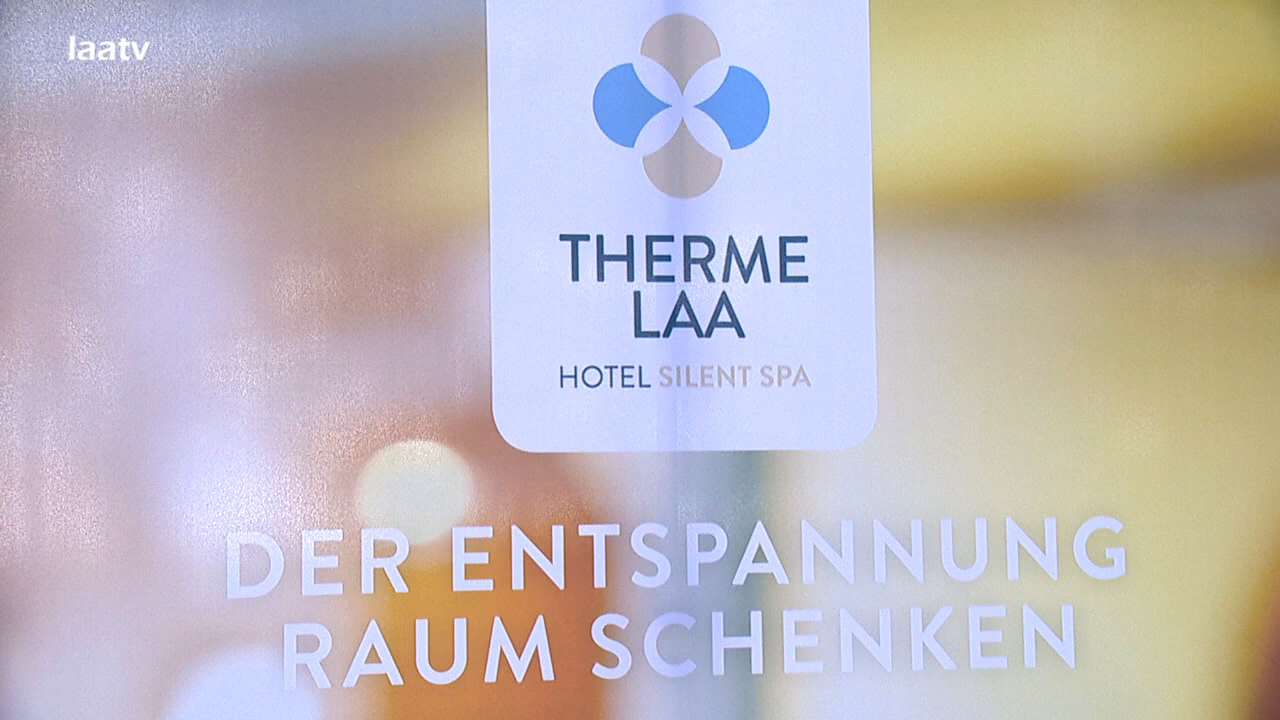 laatv
THERME
LAA
HOTEL SILENT SPA
DER ENTSPANNUNG
RAUM SCHENKEN